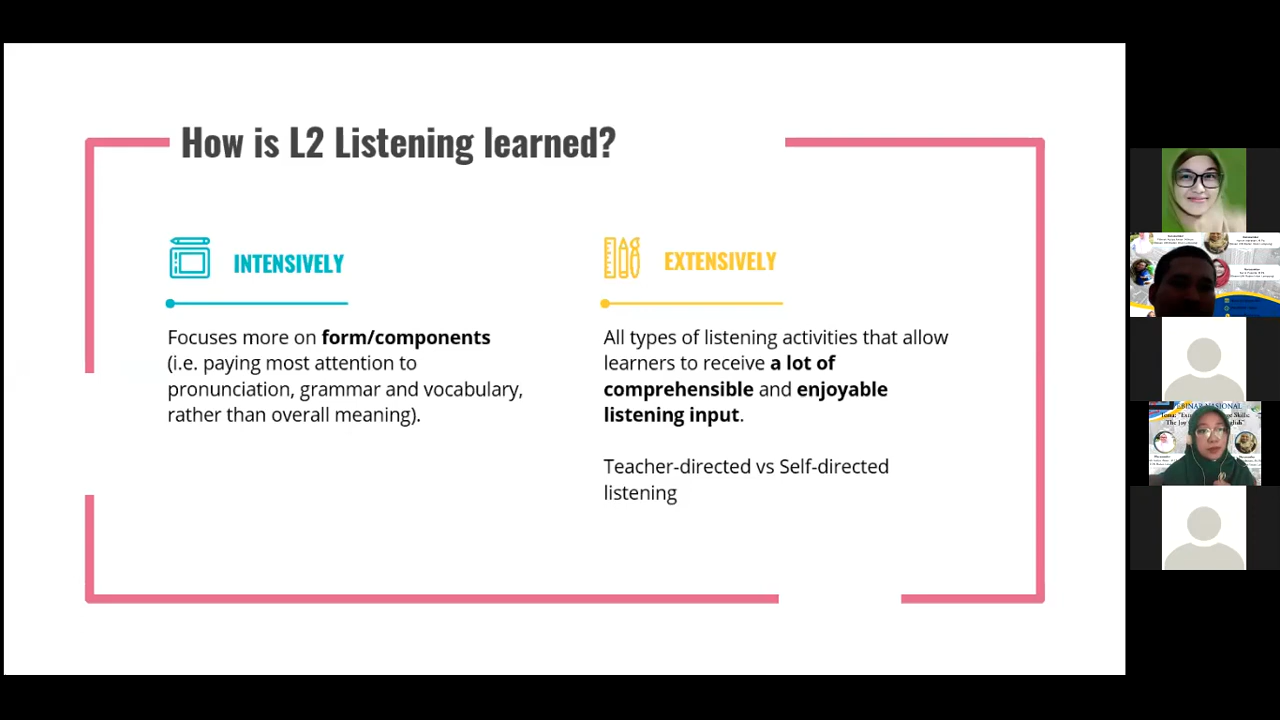 How is L2 Listening learned?
INTENSIVELY
Focuses more on form/components
(i.e. paying most attention to
pronunciation, grammar and vocabulary,
rather than overall meaning).
EXTENSIVELY
All types of listening activities that allow
learners to receive a lot of
comprehensible and enjoyable
listening input.
Teacher-directed vs Self-directed
listening